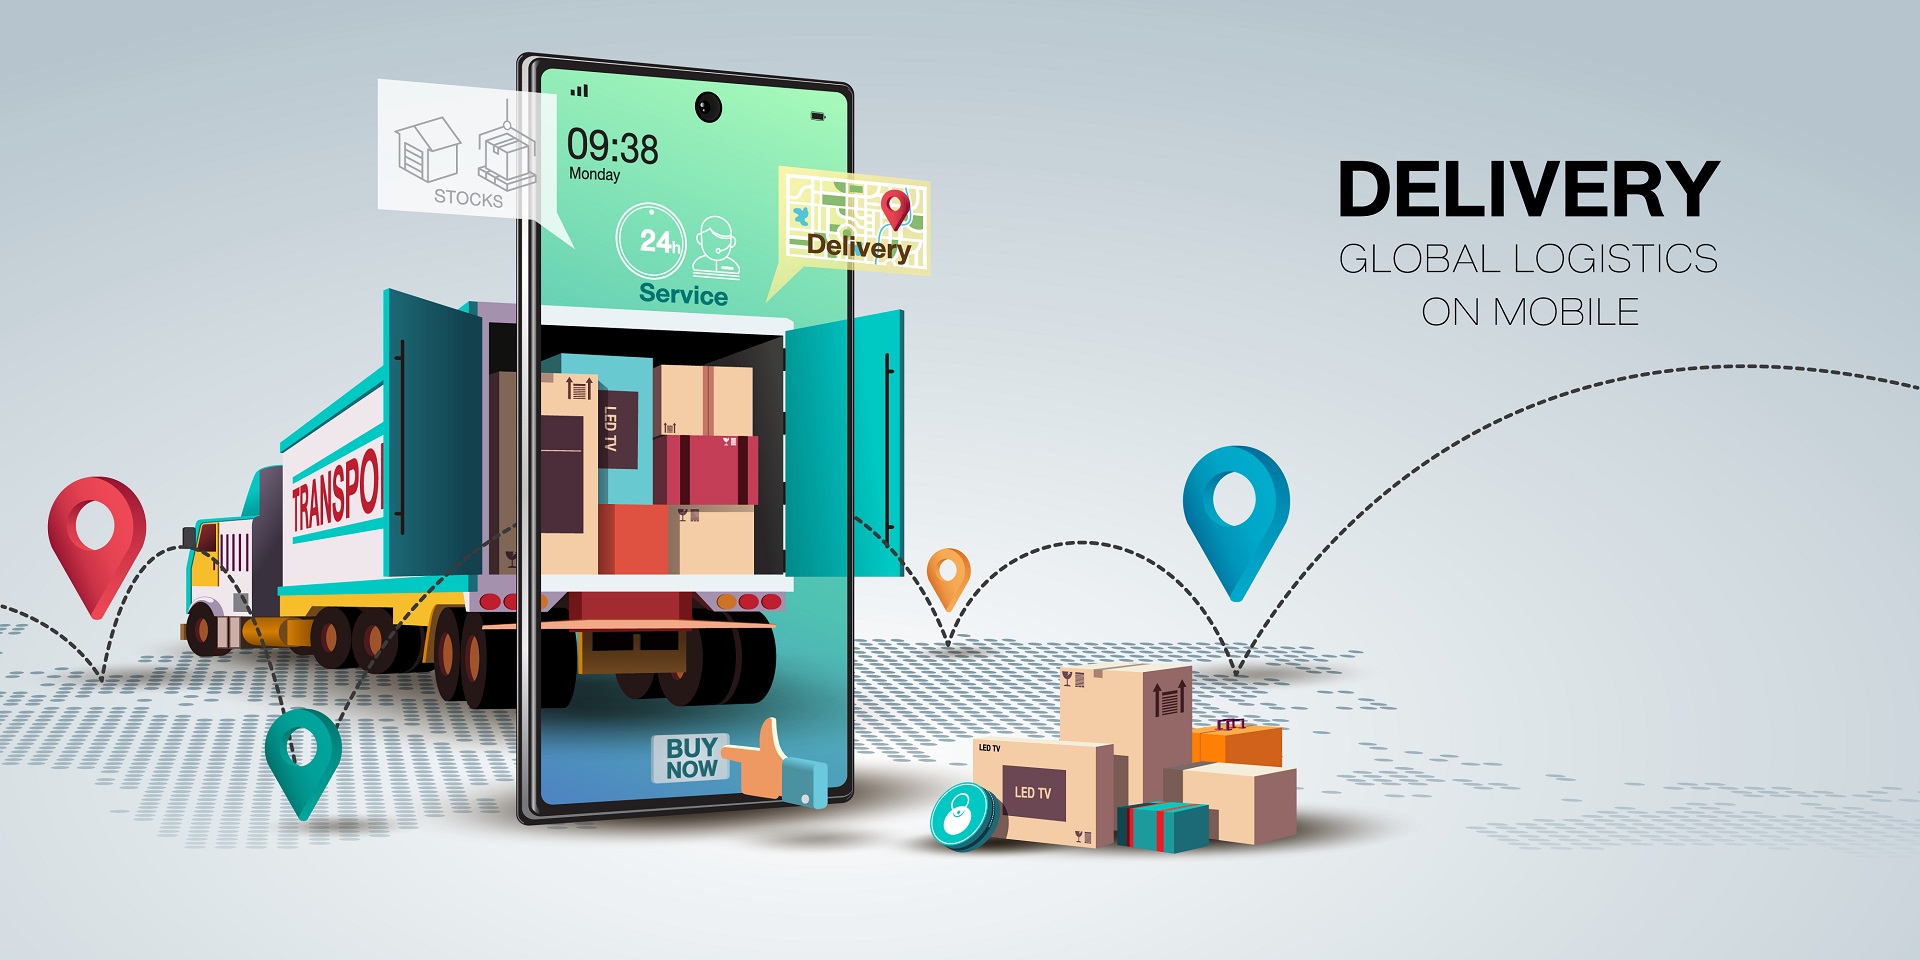 DELIVERY
GLOBAL LOGISTICS
ON MOBILE
STOCKS
09:38
Monday
24h
Service
Delivery
TRANSPO
LED TV
BUY
NOW
LED TV
LED TV